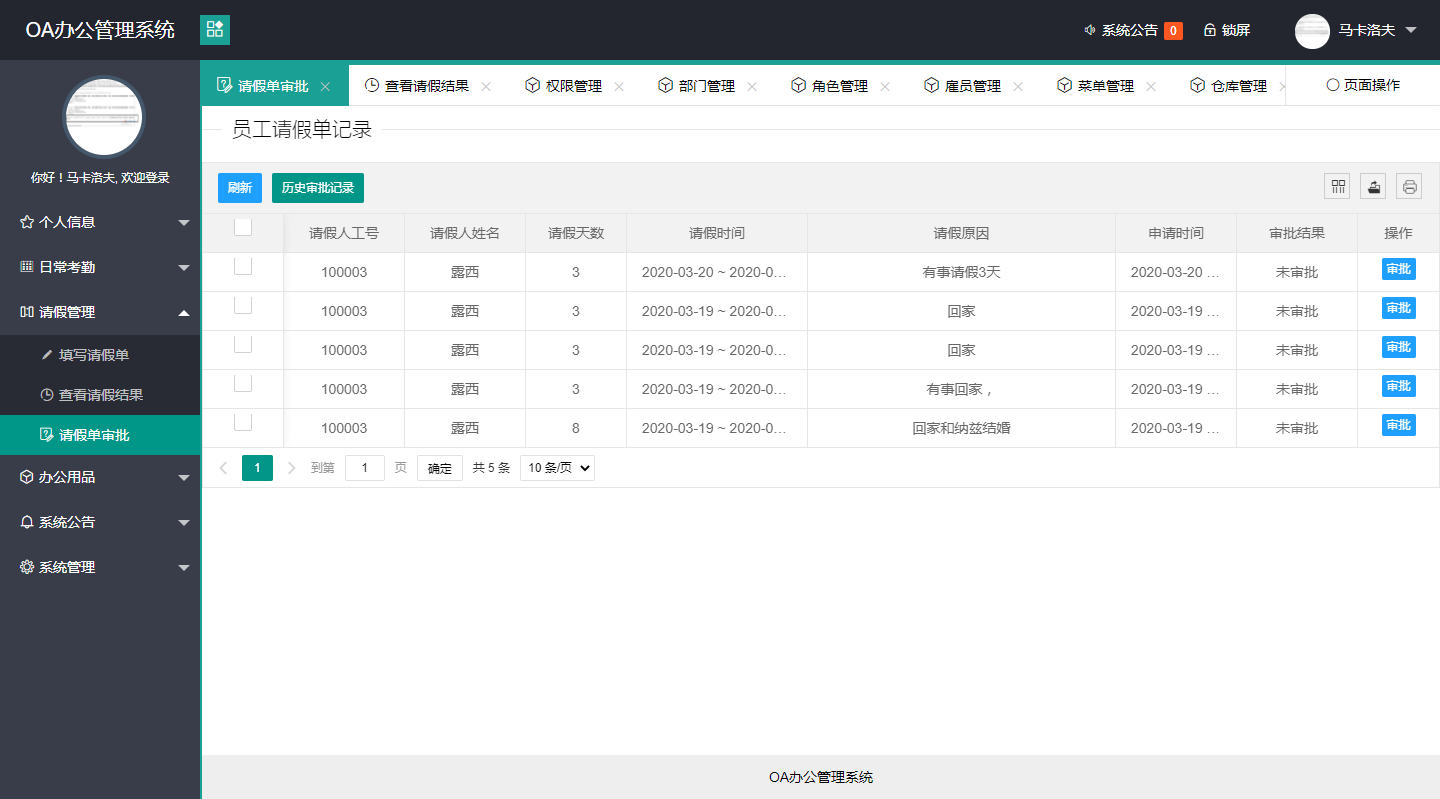 OA办公管理系统
系统公告 0 锁屏 马卡洛夫
你好！马卡洛夫, 欢迎登录
个人信息
日常考勤
请假管理
填写请假单
查看请假结果
请假单审批
办公用品
系统公告
系统管理
请假单审批 查看请假结果 权限管理 部门管理 角色管理 雇员管理 菜单管理 仓库管理 页面操作
员工请假单记录
刷新 历史审批记录
请假人工号 请假人姓名 请假天数 请假时间 请假原因 申请时间 审批结果 操作
100003 露西 3 2020-03-20 ~ 2020-0... 有事请假3天 2020-03-20 ... 未审批 审批
100003 露西 3 2020-03-19 ~ 2020-0... 回家 2020-03-19 ... 未审批 审批
100003 露西 3 2020-03-19 ~ 2020-0... 回家 2020-03-19 ... 未审批 审批
100003 露西 3 2020-03-19 ~ 2020-0... 有事回家， 2020-03-19 ... 未审批 审批
100003 露西 8 2020-03-19 ~ 2020-0... 回家和纳兹结婚 2020-03-19 ... 未审批 审批
1 到第 1 页 确定 共 5 条 10 条/页
OA办公管理系统